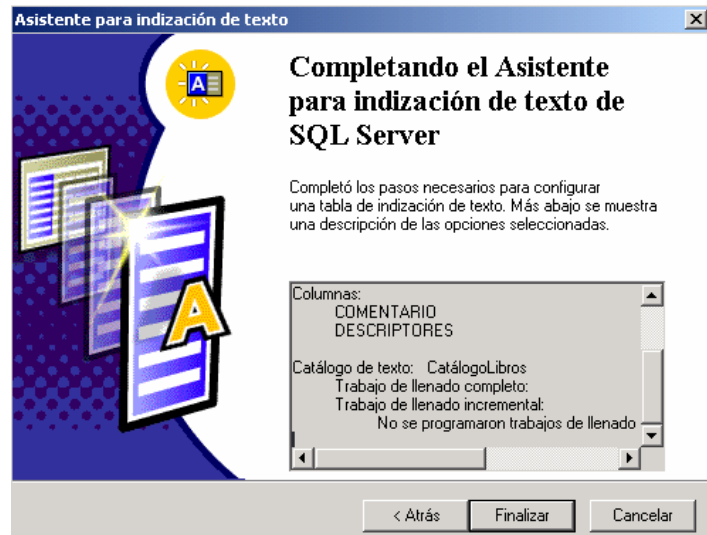 Asistente para indización de texto
Completando el Asistente
para indización de texto de
SQL Server
Completó los pasos necesarios para configurar
una tabla de indización de texto. Más abajo se muestra
una descripción de las opciones seleccionadas.
Columnas:
COMENTARIO
DESCRIPTORES
Catálogo de texto: CatálogoLibros
Trabajo de llenado completo:
Trabajo de llenado incremental:
No se programaron trabajos de llenado
< Atrás
Finalizar
Cancelar